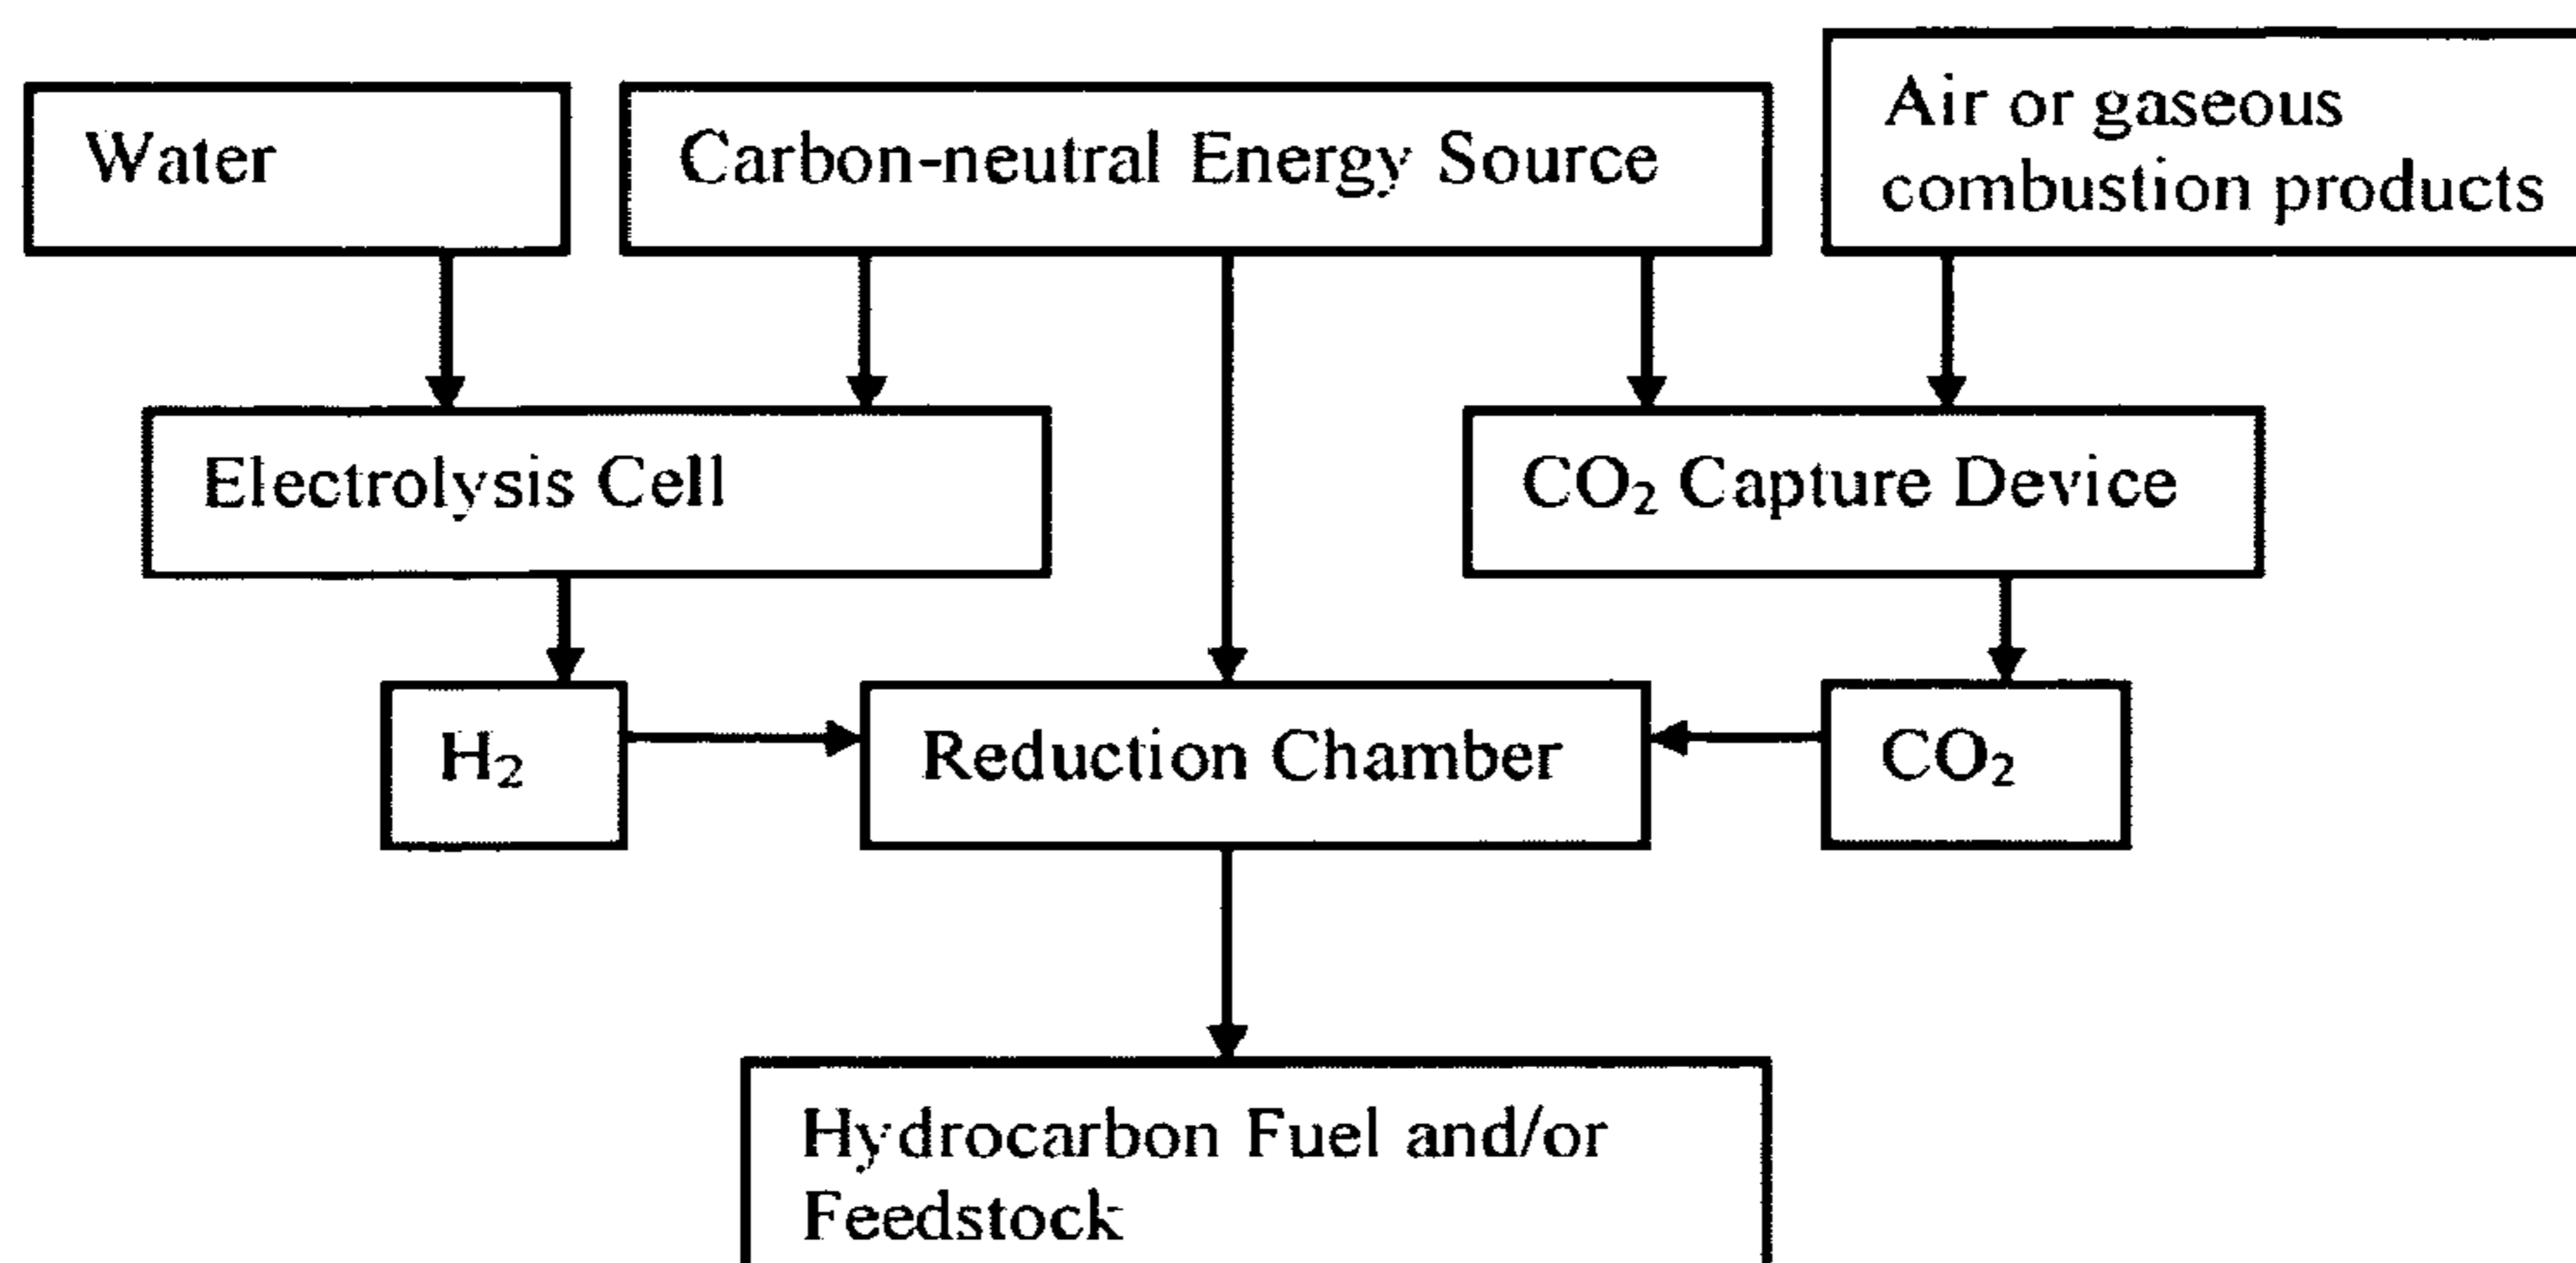 Water
Carbon-neutral Energy Source
Air or gaseous
combustion products
Electrolysis Cell
CO₂ Capture Device
H₂
Reduction Chamber
CO₂
Hydrocarbon Fuel and/or
Feedstock